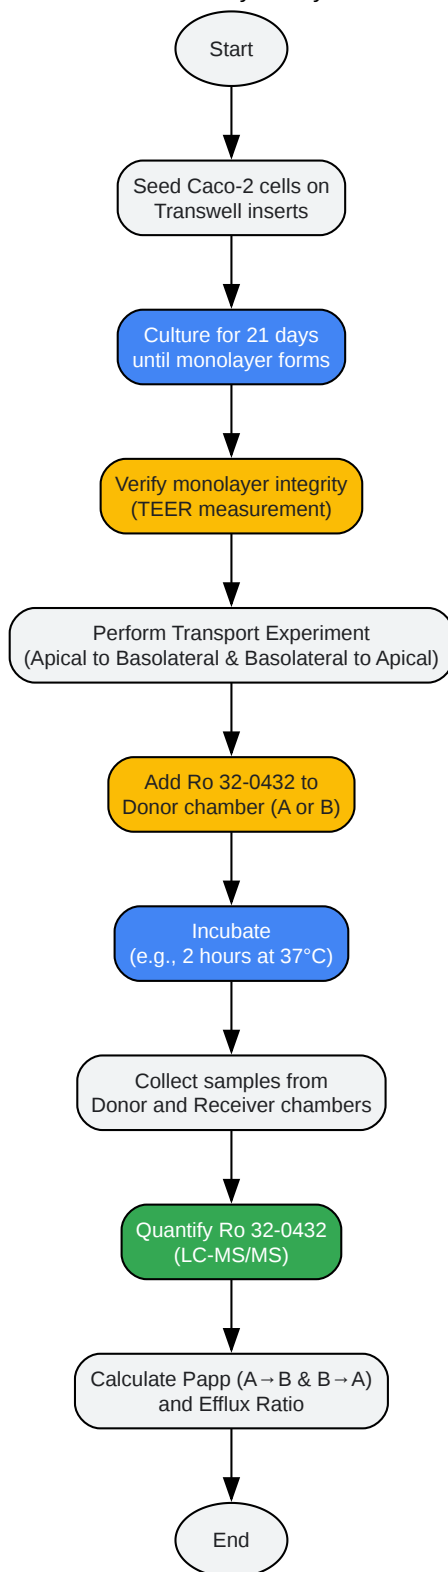 Start
Seed Caco-2 cells on
Transwell inserts
Culture for 21 days
until monolayer forms
Verify monolayer integrity
(TEER measurement)
Perform Transport Experiment
(Apical to Basolateral & Basolateral to Apical)
Add Ro 32-0432 to
Donor chamber (A or B)
Incubate
(e.g., 2 hours at 37°C)
Collect samples from
Donor and Receiver chambers
Quantify Ro 32-0432
(LC-MS/MS)
Calculate Papp (A→B & B→A)
and Efflux Ratio
End